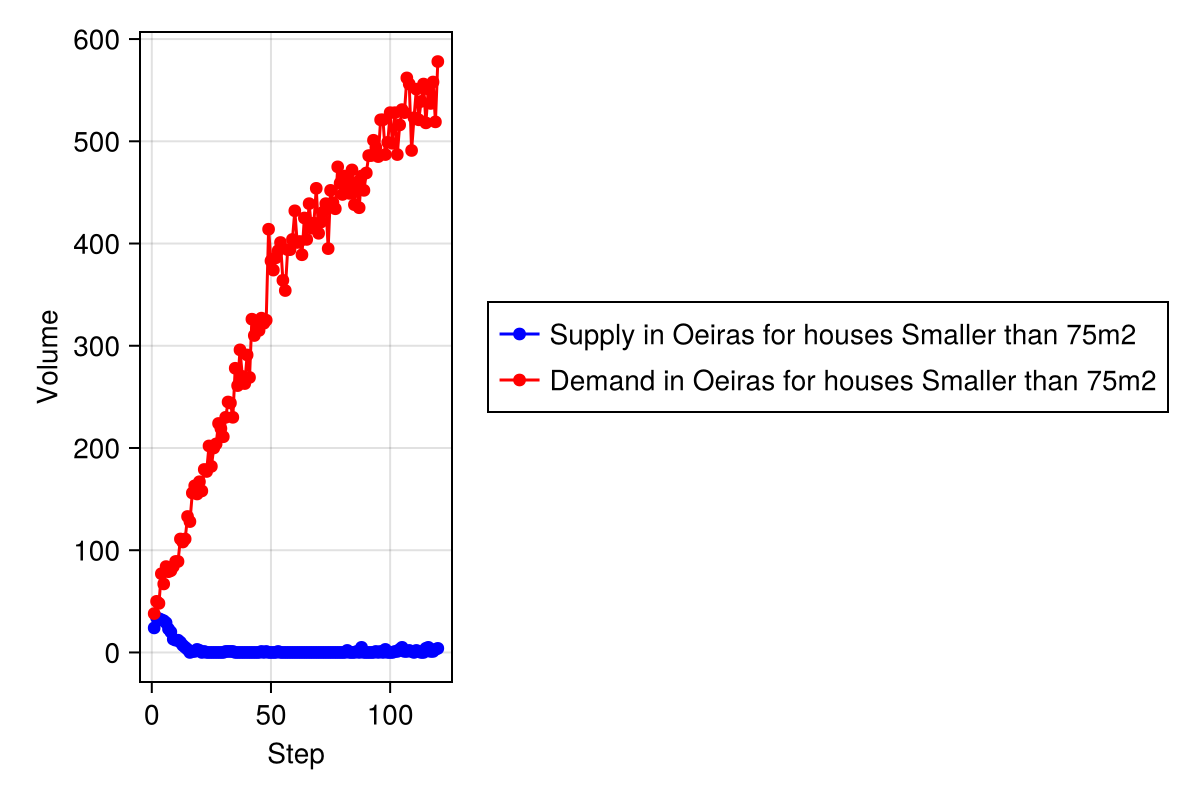 600
500
400
300
200
100
0
Volume
0 50 100
Step
Supply in Oeiras for houses Smaller than 75m2
Demand in Oeiras for houses Smaller than 75m2